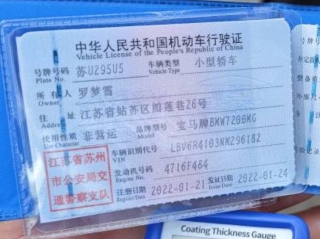 中华人民共和国机动车行驶证
Vehicle License of the People's Republic of China
号牌号码 苏U295U5 车辆类型 小型轿车
Plate No. Vehicle Type
所有人 罗梦雪
Owner
住址 江苏省姑苏区相莲巷26号
Address
使用性质 非营运 品牌型号 宝马牌BMW7200MG
Use Character Model
江苏省苏州
市公安局交
通警察支队
车辆识别代号 LBV6R4103NM296182
VIN
发动机号码 4716F464
Engine No.
注册日期 2022-01-21 发证日期 2022-01-24
Register Date Issue Date
Coating Thickness Gauge